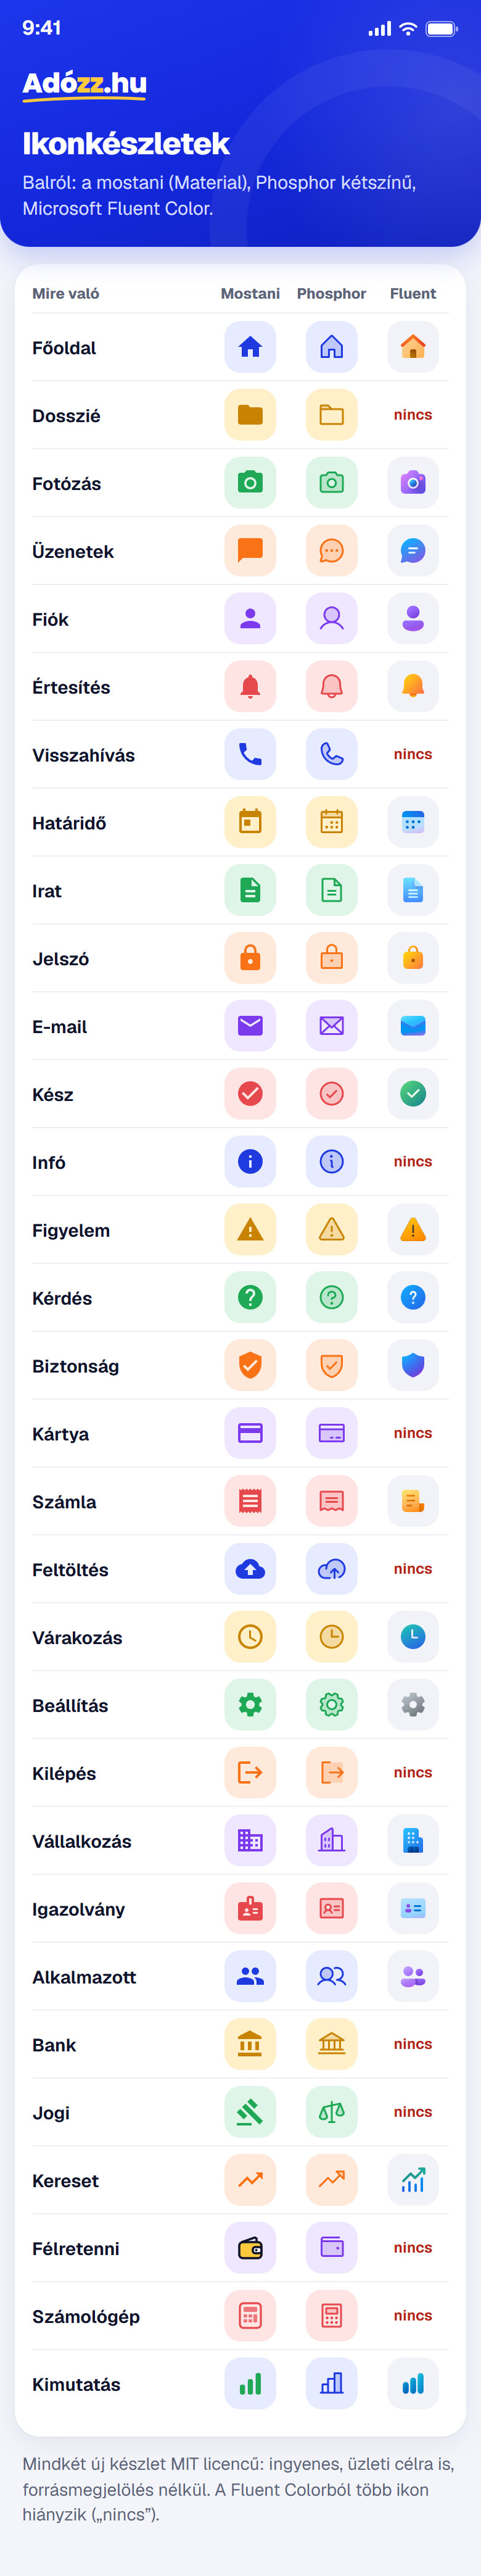 9:41
Adózz.hu
Ikonkészletek
Balról: a mostani (Material), Phosphor kétszínű,
Microsoft Fluent Color.
Mire való Mostani Phosphor Fluent
Főoldal
Dosszié nincs
Fotózás
Üzenetek
Fiók
Értesítés
Visszahívás nincs
Határidő
Irat
Jelszó
E-mail
Kész
Infó nincs
Figyelem
Kérdés
Biztonság
Kártya nincs
Számla
Feltöltés nincs
Várakozás
Beállítás
Kilépés nincs
Vállalkozás
Igazolvány
Alkalmazott
Bank nincs
Jogi nincs
Kereset
Félretenni nincs
Számológép nincs
Kimutatás
Mindkét új készlet MIT licencű: ingyenes, üzleti célra is,
forrásmegjelölés nélkül. A Fluent Colorból több ikon
hiányzik („nincs”).